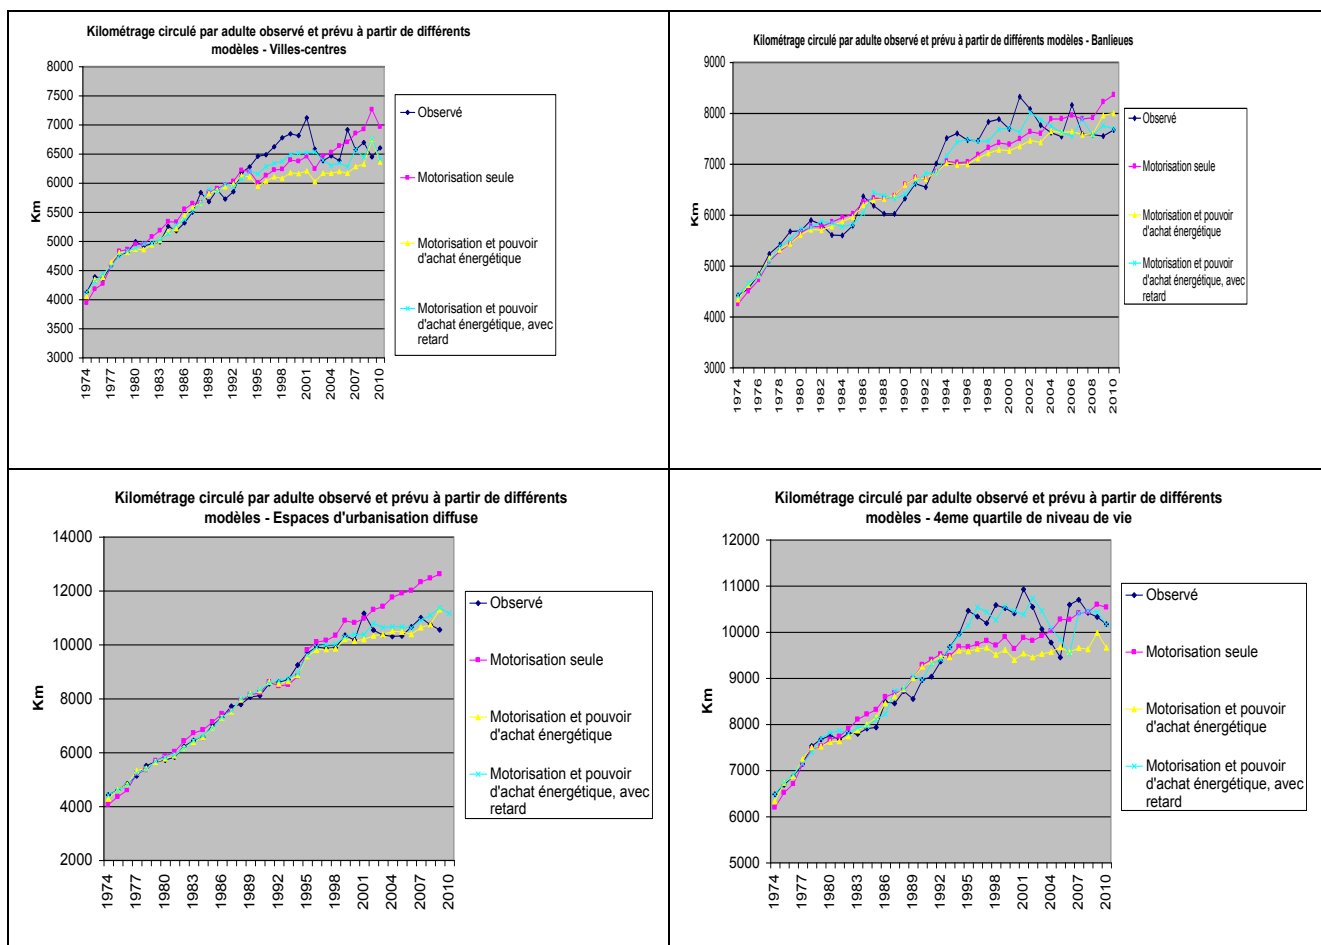 Kilométrage circulé par adulte observé et prévu à partir de différents
modèles - Villes-centres
8000
7500
7000
6500
6000
5500
5000
4500
4000
3500
3000
Km
1974
1977
1980
1983
1986
1989
1992
1995
1998
2001
2004
2007
2010
Observé
Motorisation seule
Motorisation et pouvoir
d'achat énergétique
Motorisation et pouvoir
d'achat énergétique, avec
retard
Kilométrage circulé par adulte observé et prévu à partir de différents modèles - Banlieues
9000
8000
7000
6000
5000
4000
3000
Km
1974
1976
1978
1980
1982
1984
1986
1988
1990
1992
1994
1996
1998
2000
2002
2004
2006
2008
2010
Observé
Motorisation seule
Motorisation et pouvoir
d'achat énergétique
Motorisation et pouvoir
d'achat énergétique, avec
retard
Kilométrage circulé par adulte observé et prévu à partir de différents
modèles - Espaces d'urbanisation diffuse
14000
12000
10000
8000
6000
4000
2000
Km
1974
1977
1980
1983
1986
1989
1992
1995
1998
2001
2004
2007
2010
Observé
Motorisation seule
Motorisation et pouvoir
d'achat énergétique
Motorisation et pouvoir
d'achat énergétique, avec
retard
Kilométrage circulé par adulte observé et prévu à partir de différents
modèles - 4eme quartile de niveau de vie
12000
11000
10000
9000
8000
7000
6000
5000
Km
1974
1977
1980
1983
1986
1989
1992
1995
1998
2001
2004
2007
2010
Observé
Motorisation seule
Motorisation et pouvoir
d'achat énergétique
Motorisation et pouvoir
d'achat énergétique, avec
retard